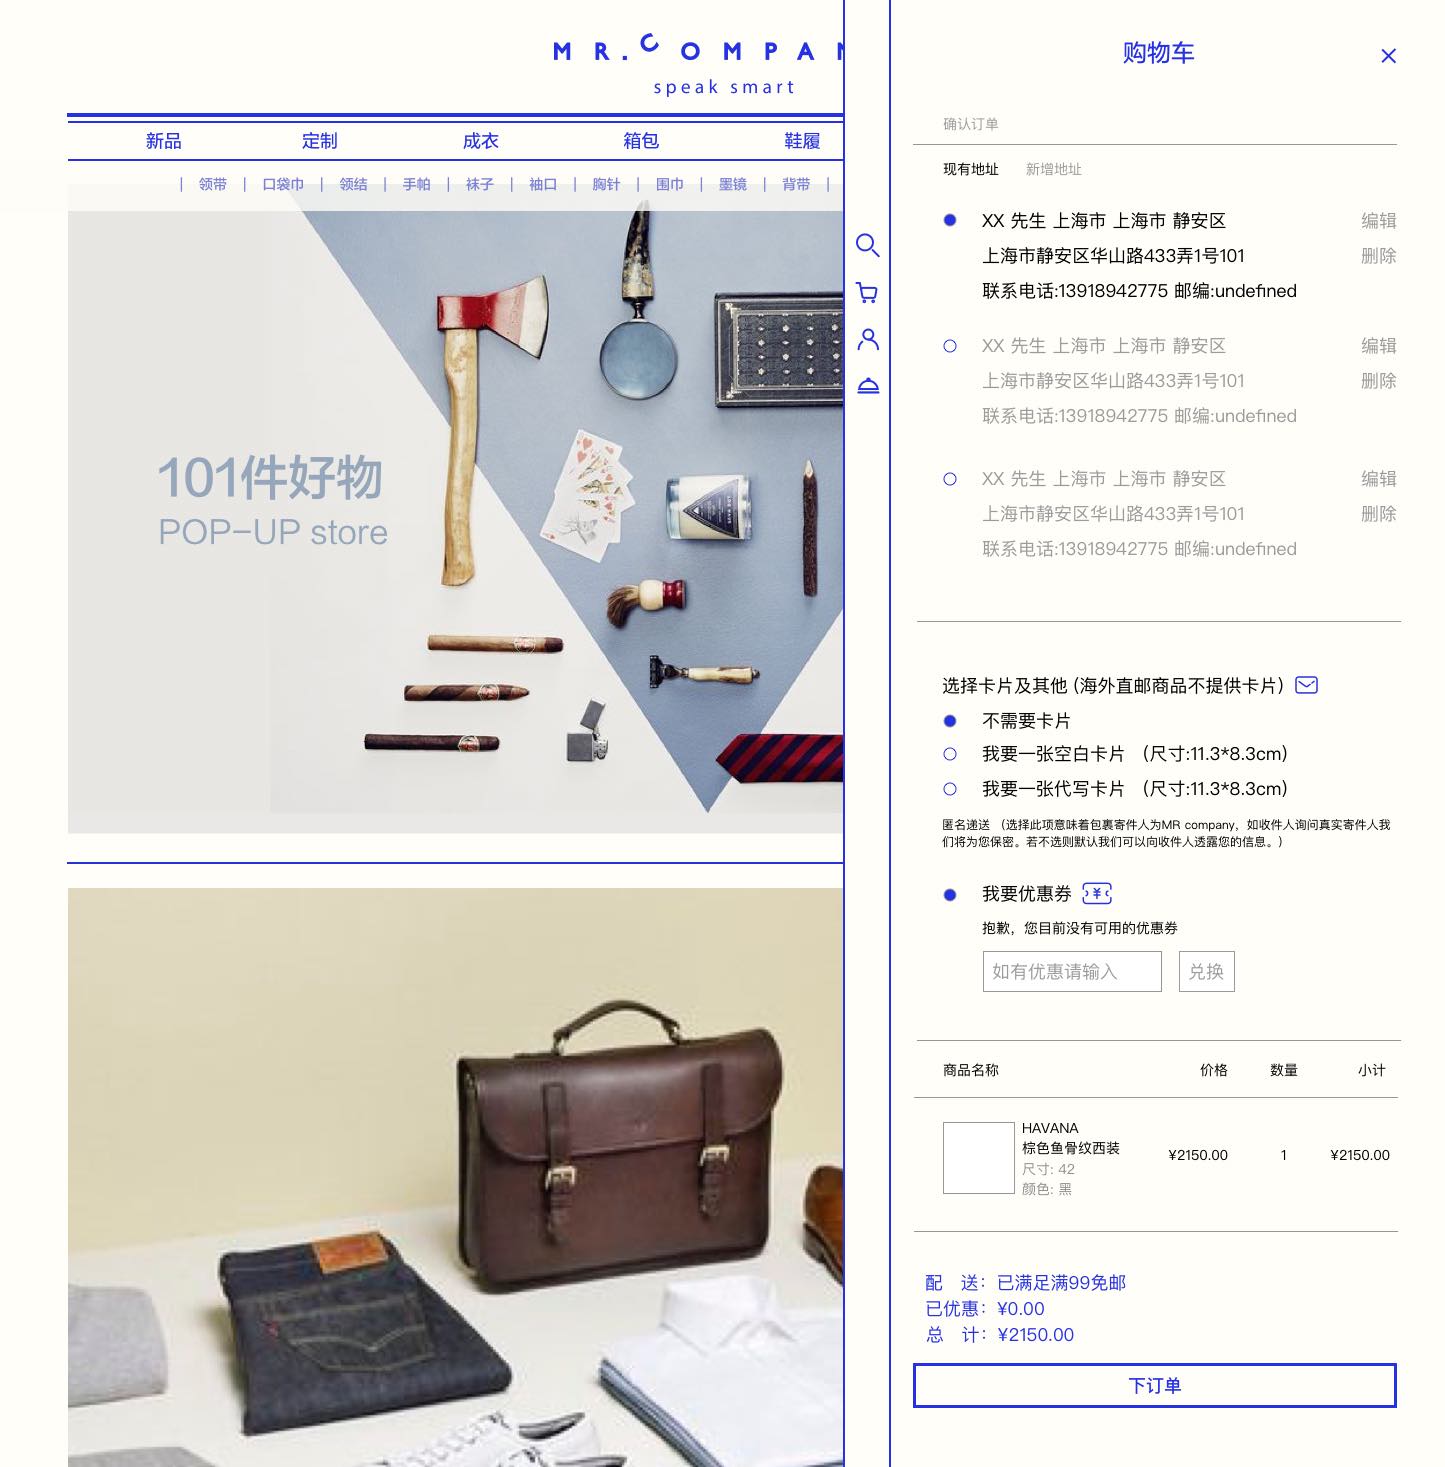 MR.COMPAN
speak smart
新品 定制 成衣 箱包 鞋履
| 领带 | 口袋巾 | 领结 | 手帕 | 袜子 | 袖口 | 胸针 | 围巾 | 墨镜 | 背带 |
101件好物
POP-UP store
购物车 ×
确认订单
现有地址 新增地址
XX 先生 上海市 上海市 静安区 编辑
上海市静安区华山路433弄1号101 删除
联系电话:13918942775 邮编:undefined
XX 先生 上海市 上海市 静安区 编辑
上海市静安区华山路433弄1号101 删除
联系电话:13918942775 邮编:undefined
XX 先生 上海市 上海市 静安区 编辑
上海市静安区华山路433弄1号101 删除
联系电话:13918942775 邮编:undefined
选择卡片及其他 (海外直邮商品不提供卡片)
不需要卡片
我要一张空白卡片 （尺寸:11.3*8.3cm）
我要一张代写卡片 （尺寸:11.3*8.3cm）
匿名递送 （选择此项意味着包裹寄件人为MR company，如收件人询问真实寄件人我
们将为您保密。若不选则默认我们可以向收件人透露您的信息。）
我要优惠券 ¥
抱歉，您目前没有可用的优惠券
如有优惠请输入 兑换
商品名称 价格 数量 小计
HAVANA
棕色鱼骨纹西装
尺寸: 42
颜色: 黑
¥2150.00 1 ¥2150.00
配 送：已满足满99免邮
已优惠：¥0.00
总 计：¥2150.00
下订单